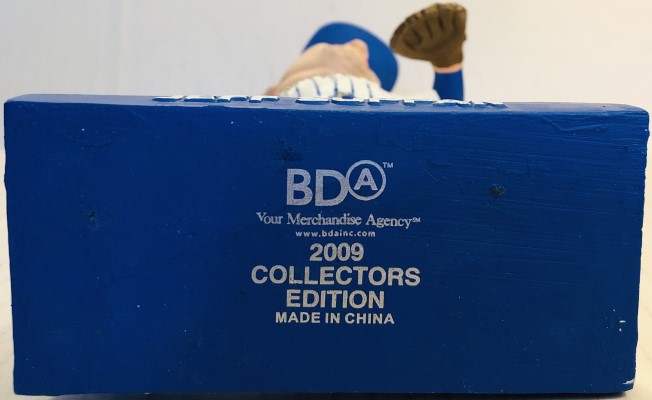 BDA™
Your Merchandise Agency℠
www.bdainc.com
2009
COLLECTORS
EDITION
MADE IN CHINA